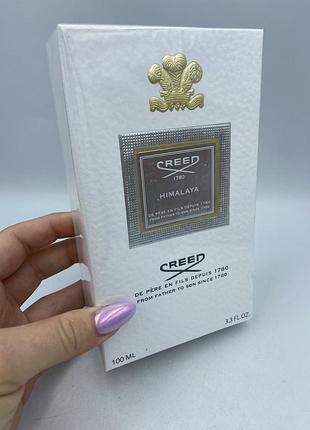 CREED
1760
HIMALAYA
DE PÈRE EN FILS DEPUIS 1760
FROM FATHER TO SON SINCE 1760
CREED
DE PÈRE EN FILS DEPUIS 1760
FROM FATHER TO SON SINCE 1760
100 ML 3.3 FL.OZ.